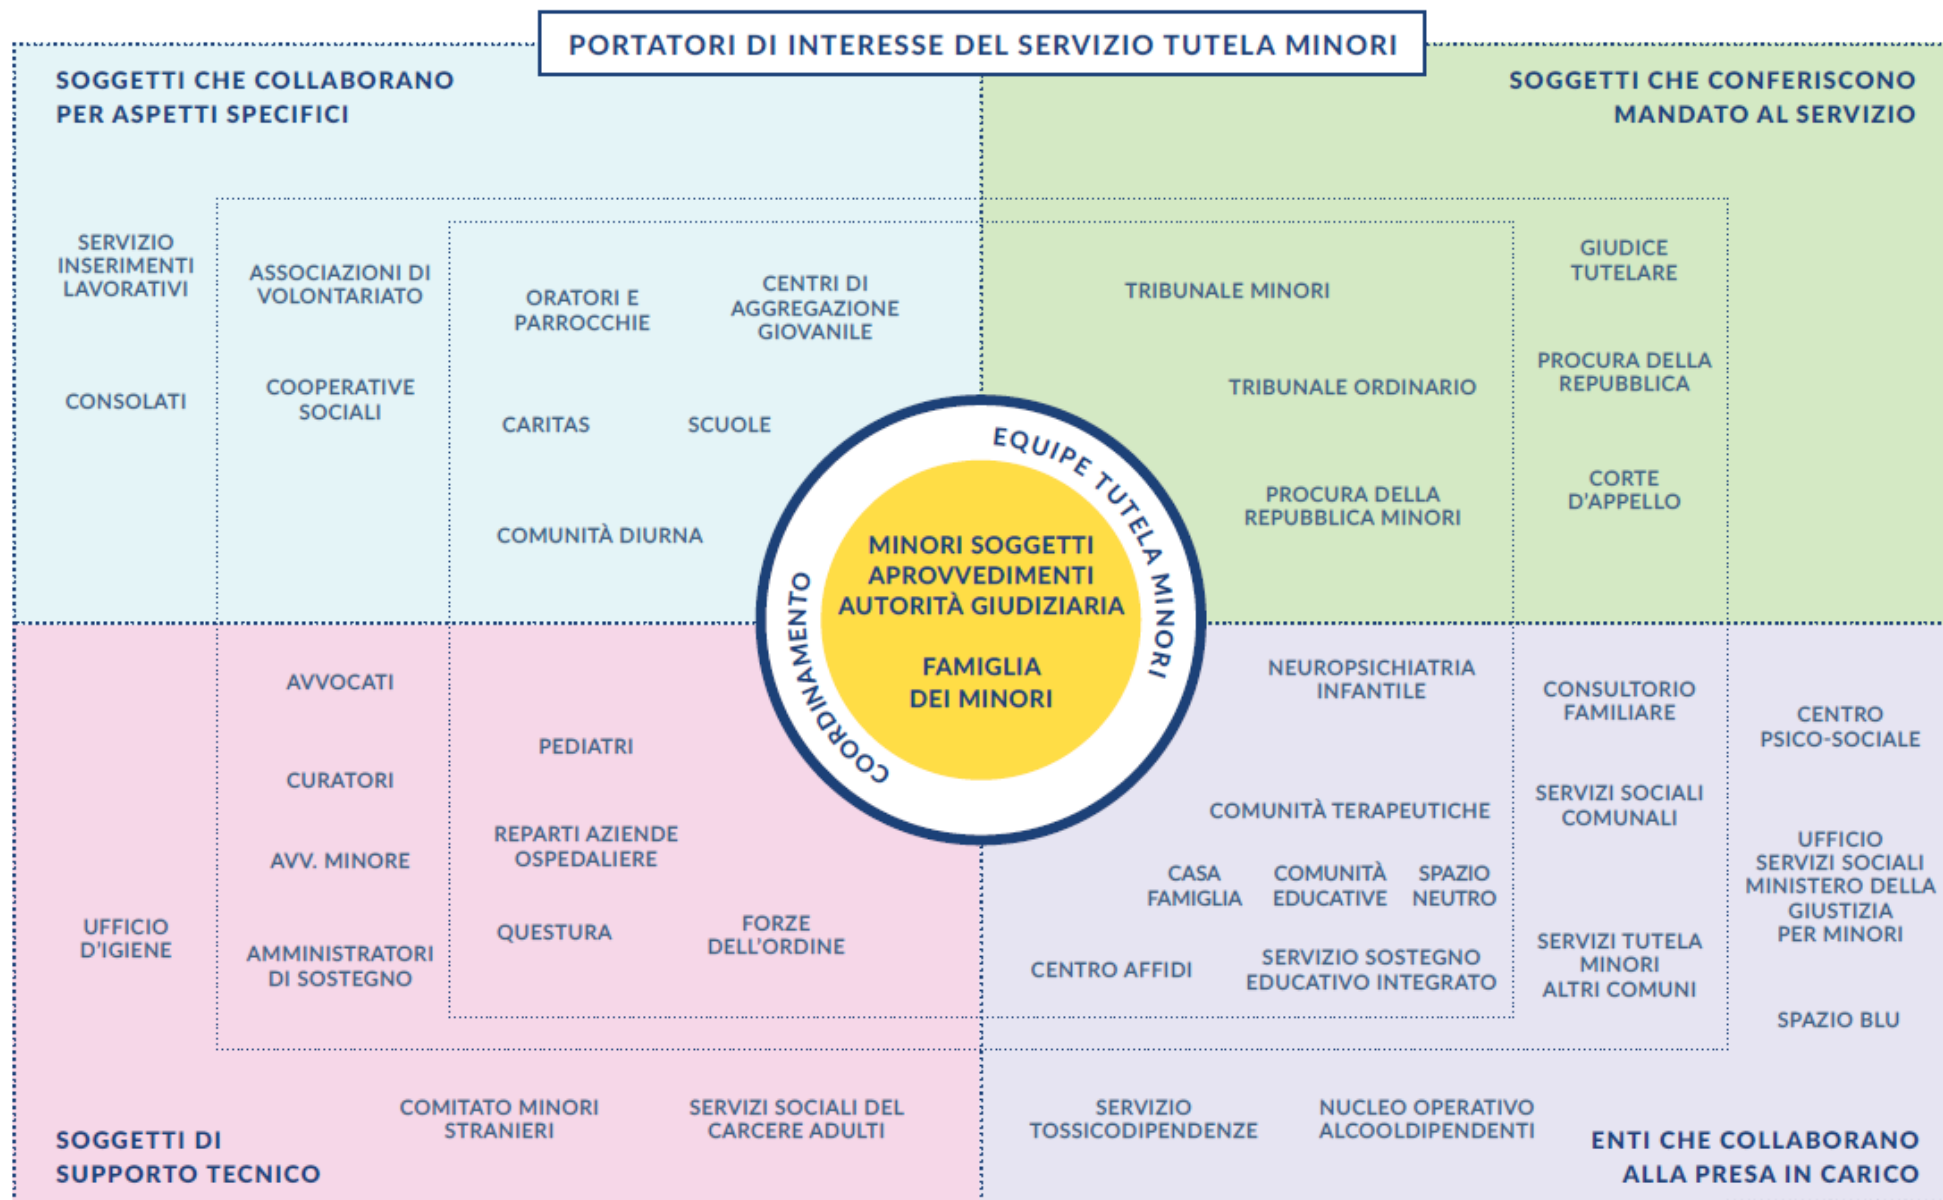 PORTATORI DI INTERESSE DEL SERVIZIO TUTELA MINORI
SOGGETTI CHE COLLABORANO
PER ASPETTI SPECIFICI
SERVIZIO
INSERIMENTI
LAVORATIVI
CONSOLATI
ASSOCIAZIONI DI
VOLONTARIATO
COOPERATIVE
SOCIALI
ORATORI E
PARROCCHIE
CENTRI DI
AGGREGAZIONE
GIOVANILE
CARITAS
SCUOLE
COMUNITÀ DIURNA
SOGGETTI CHE CONFERISCONO
MANDATO AL SERVIZIO
TRIBUNALE MINORI
TRIBUNALE ORDINARIO
PROCURA DELLA
REPUBBLICA MINORI
GIUDICE
TUTELARE
PROCURA DELLA
REPUBBLICA
CORTE
D'APPELLO
EQUIPE TUTELA MINORI
COORDINAMENTO
MINORI SOGGETTI
APROVVEDIMENTI
AUTORITÀ GIUDIZIARIA
FAMIGLIA
DEI MINORI
AVVOCATI
CURATORI
AVV. MINORE
AMMINISTRATORI
DI SOSTEGNO
UFFICIO
D'IGIENE
PEDIATRI
REPARTI AZIENDE
OSPEDALIERE
QUESTURA
FORZE
DELL'ORDINE
COMITATO MINORI
STRANIERI
SERVIZI SOCIALI DEL
CARCERE ADULTI
SOGGETTI DI
SUPPORTO TECNICO
NEUROPSICHIATRIA
INFANTILE
COMUNITÀ TERAPEUTICHE
CASA
FAMIGLIA
COMUNITÀ
EDUCATIVE
SPAZIO
NEUTRO
CENTRO AFFIDI
SERVIZIO SOSTEGNO
EDUCATIVO INTEGRATO
CONSULTORIO
FAMILIARE
SERVIZI SOCIALI
COMUNALI
SERVIZI TUTELA
MINORI
ALTRI COMUNI
CENTRO
PSICO-SOCIALE
UFFICIO
SERVIZI SOCIALI
MINISTERO DELLA
GIUSTIZIA
PER MINORI
SPAZIO BLU
SERVIZIO
TOSSICODIPENDENZE
NUCLEO OPERATIVO
ALCOOLDIPENDENTI
ENTI CHE COLLABORANO
ALLA PRESA IN CARICO